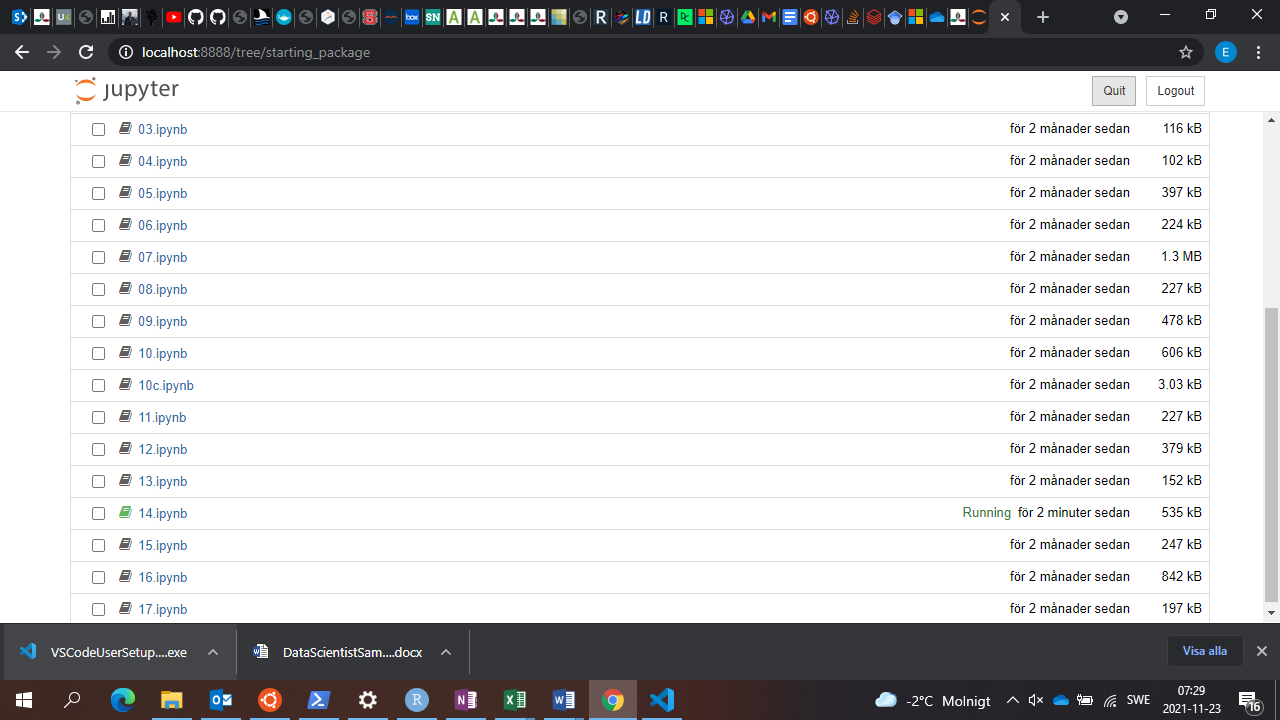 localhost:8888/tree/starting_package
E
jupyter
Quit
Logout
03.ipynb för 2 månader sedan 116 kB
04.ipynb för 2 månader sedan 102 kB
05.ipynb för 2 månader sedan 397 kB
06.ipynb för 2 månader sedan 224 kB
07.ipynb för 2 månader sedan 1.3 MB
08.ipynb för 2 månader sedan 227 kB
09.ipynb för 2 månader sedan 478 kB
10.ipynb för 2 månader sedan 606 kB
10c.ipynb för 2 månader sedan 3.03 kB
11.ipynb för 2 månader sedan 227 kB
12.ipynb för 2 månader sedan 379 kB
13.ipynb för 2 månader sedan 152 kB
14.ipynb Running för 2 minuter sedan 535 kB
15.ipynb för 2 månader sedan 247 kB
16.ipynb för 2 månader sedan 842 kB
17.ipynb för 2 månader sedan 197 kB
VSCodeUserSetup....exe
DataScientistSam....docx
Visa alla
-2°C Molnigt
SWE
07:29
2021-11-23
16